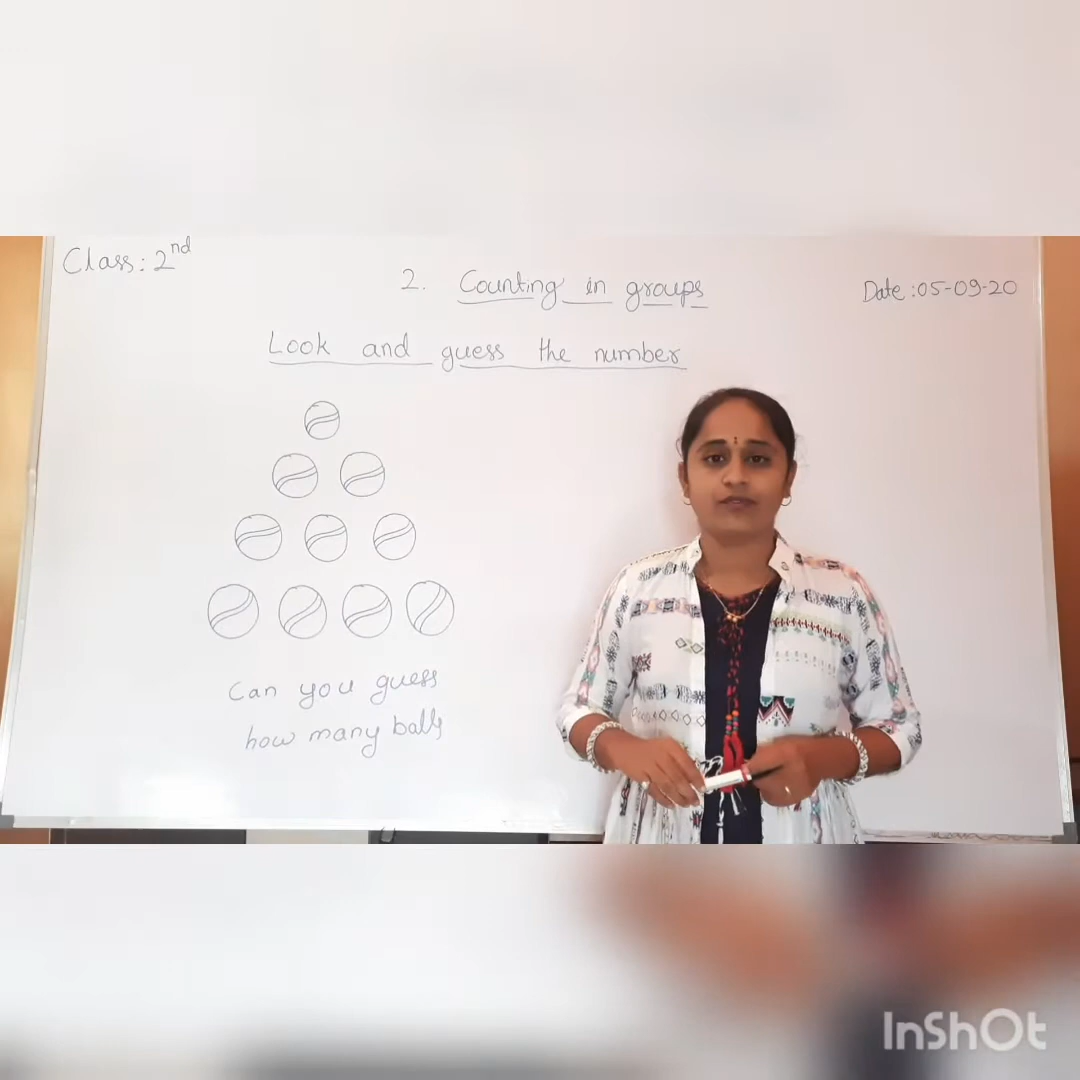 Class: 2nd
2. Counting in groups
Date: 05-09-20
Look and guess the number
Can you guess
how many balls
InShOt